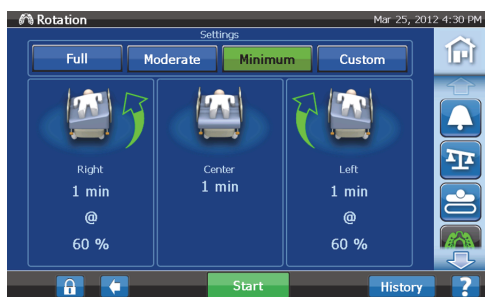 Rotation Mar 25, 2012 4:30 PM
Settings
Full Moderate Minimum Custom
Right
1 min
@
60 %
Center
1 min
Left
1 min
@
60 %
Start History ?